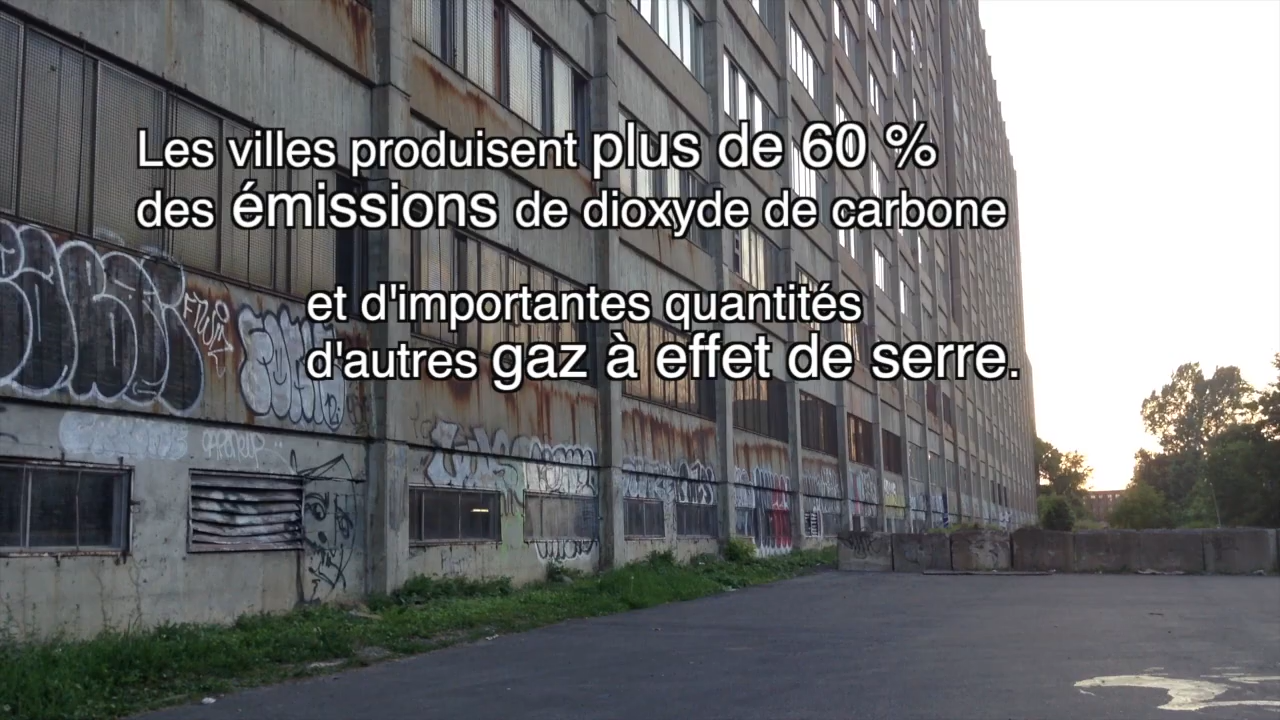 Les villes produisent plus de 60 %
des émissions de dioxyde de carbone
et d'importantes quantités
d'autres gaz à effet de serre.